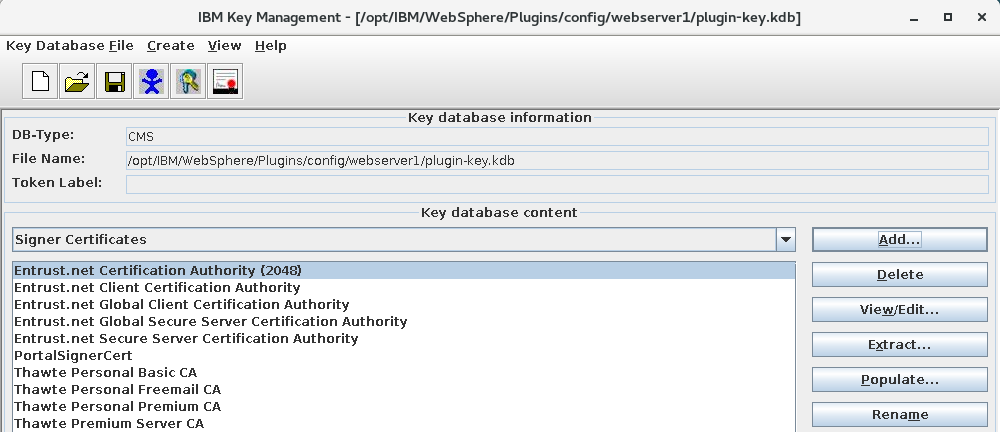 IBM Key Management - [/opt/IBM/WebSphere/Plugins/config/webserver1/plugin-key.kdb]
Key Database File Create View Help
Key database information
DB-Type: CMS
File Name: /opt/IBM/WebSphere/Plugins/config/webserver1/plugin-key.kdb
Token Label:
Key database content
Signer Certificates
Add...
Entrust.net Certification Authority (2048)
Delete
Entrust.net Client Certification Authority
Entrust.net Global Client Certification Authority
View/Edit...
Entrust.net Global Secure Server Certification Authority
Entrust.net Secure Server Certification Authority
Extract...
PortalSignerCert
Thawte Personal Basic CA
Populate...
Thawte Personal Freemail CA
Thawte Personal Premium CA
Rename
Thawte Premium Server CA